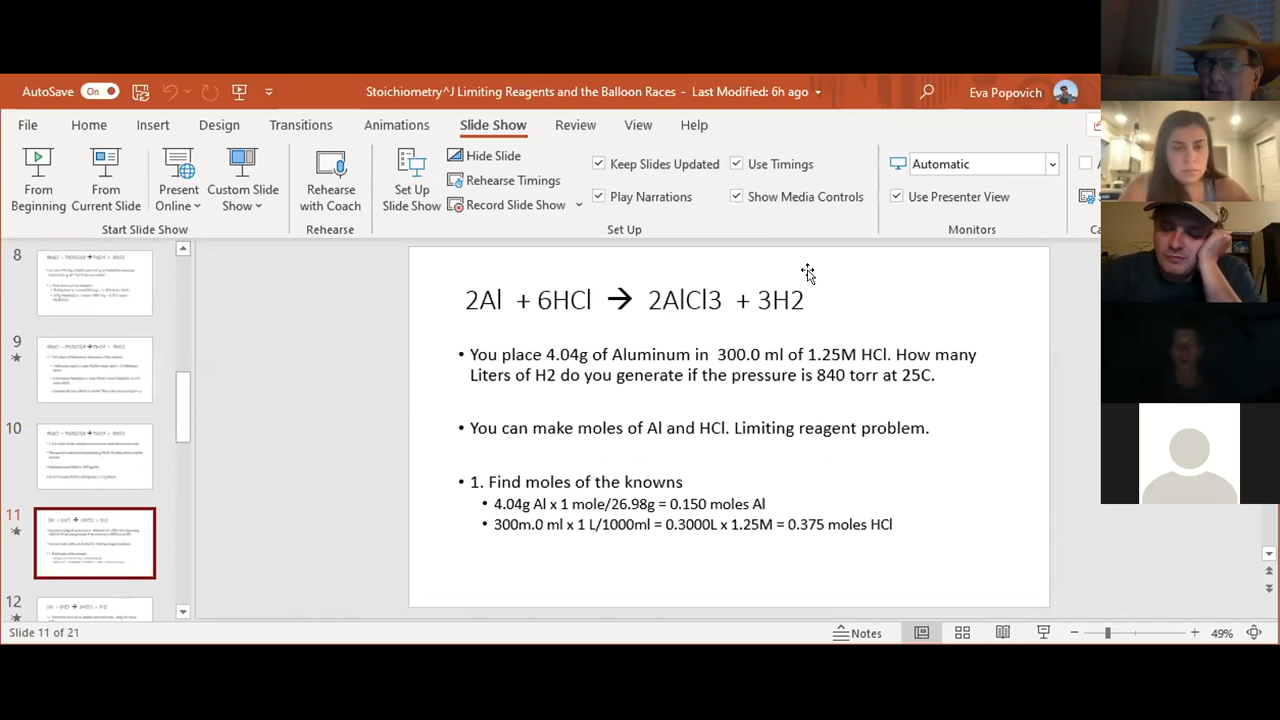 AutoSave On
Stoichiometry^J Limiting Reagents and the Balloon Races - Last Modified: 6h ago
Eva Popovich
File Home Insert Design Transitions Animations Slide Show Review View Help
From Beginning
From Current Slide
Present Online
Custom Slide Show
Start Slide Show
Rehearse with Coach
Rehearse
Set Up Slide Show
Hide Slide
Rehearse Timings
Record Slide Show
Keep Slides Updated
Play Narrations
Use Timings
Show Media Controls
Set Up
Automatic
Use Presenter View
Monitors
8
9
10
11
12
2Al + 6HCl → 2AlCl3 + 3H2
• You place 4.04g of Aluminum in 300.0 ml of 1.25M HCl. How many
Liters of H2 do you generate if the pressure is 840 torr at 25C.
• You can make moles of Al and HCl. Limiting reagent problem.
• 1. Find moles of the knowns
• 4.04g Al x 1 mole/26.98g = 0.150 moles Al
• 300m.0 ml x 1 L/1000ml = 0.3000L x 1.25M = 0.375 moles HCl
Slide 11 of 21
Notes
49%